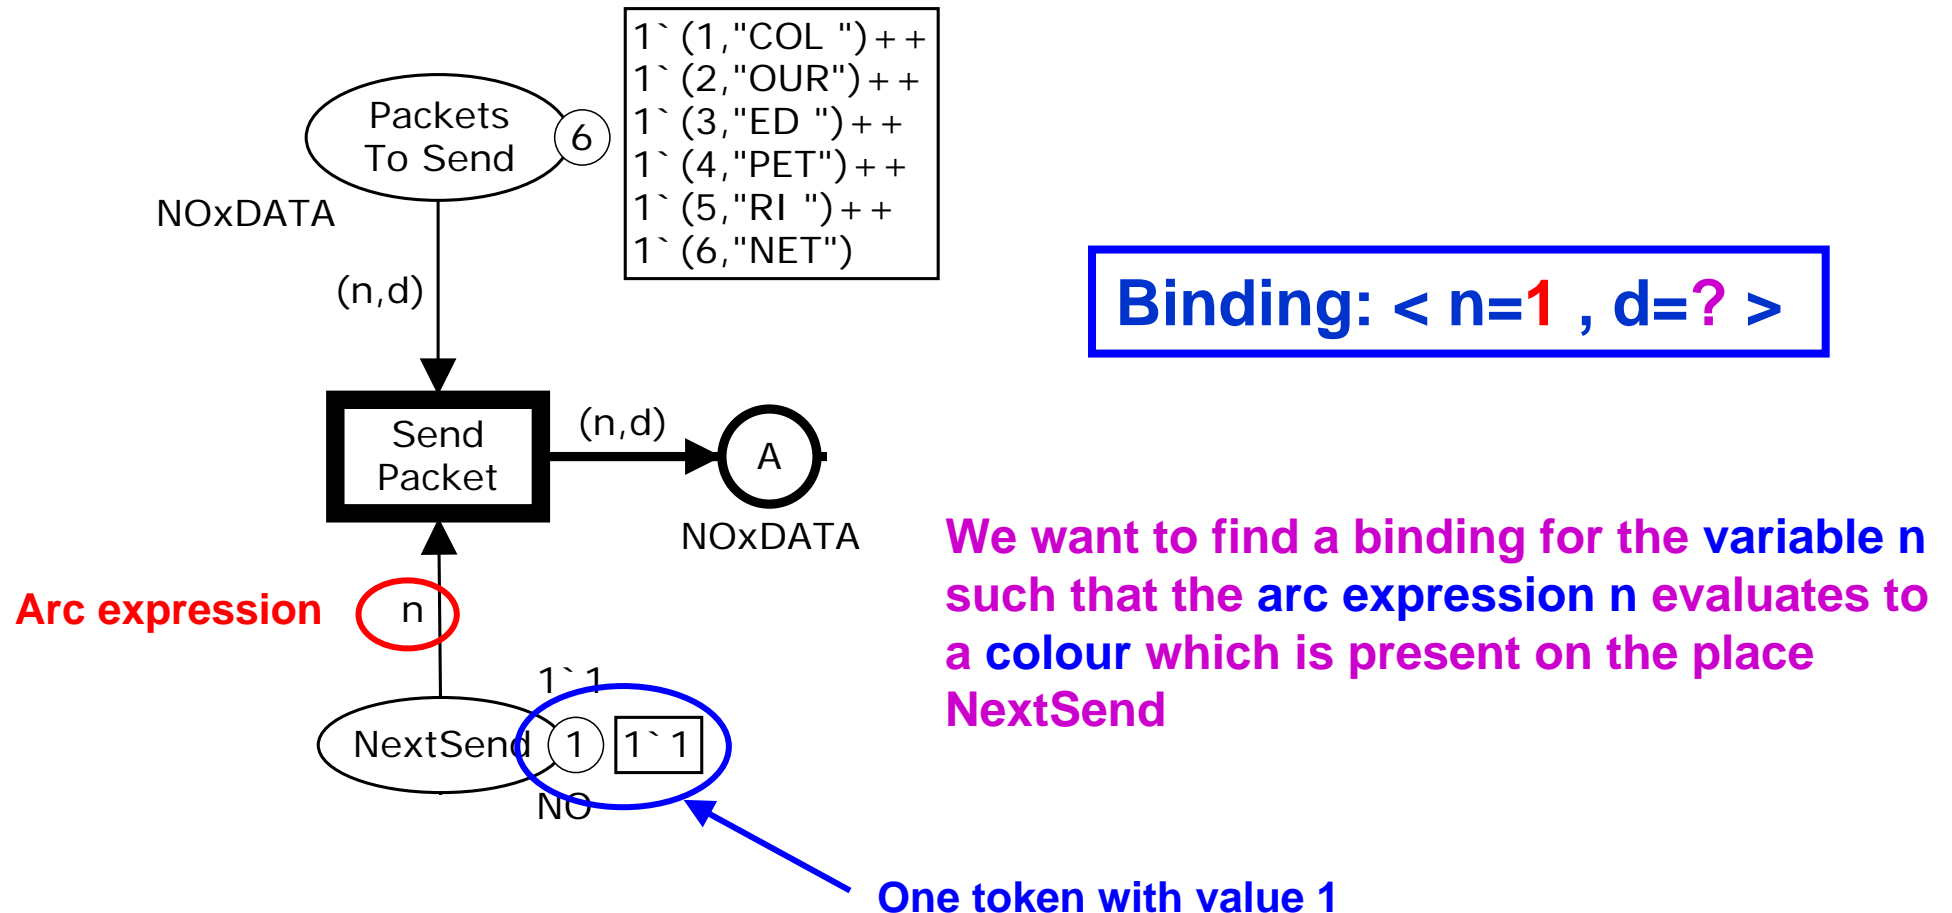 1`(1,"COL ")++
1`(2,"OUR")++
1`(3,"ED ")++
1`(4,"PET")++
1`(5,"RI ")++
1`(6,"NET")
Packets
To Send
6
NOxDATA
(n,d)
Binding: < n=1 , d=? >
Send
Packet
(n,d)
A
NOxDATA
We want to find a binding for the variable n
such that the arc expression n evaluates to
a colour which is present on the place
NextSend
Arc expression
n
1`1
NextSend
1
1`1
NO
One token with value 1